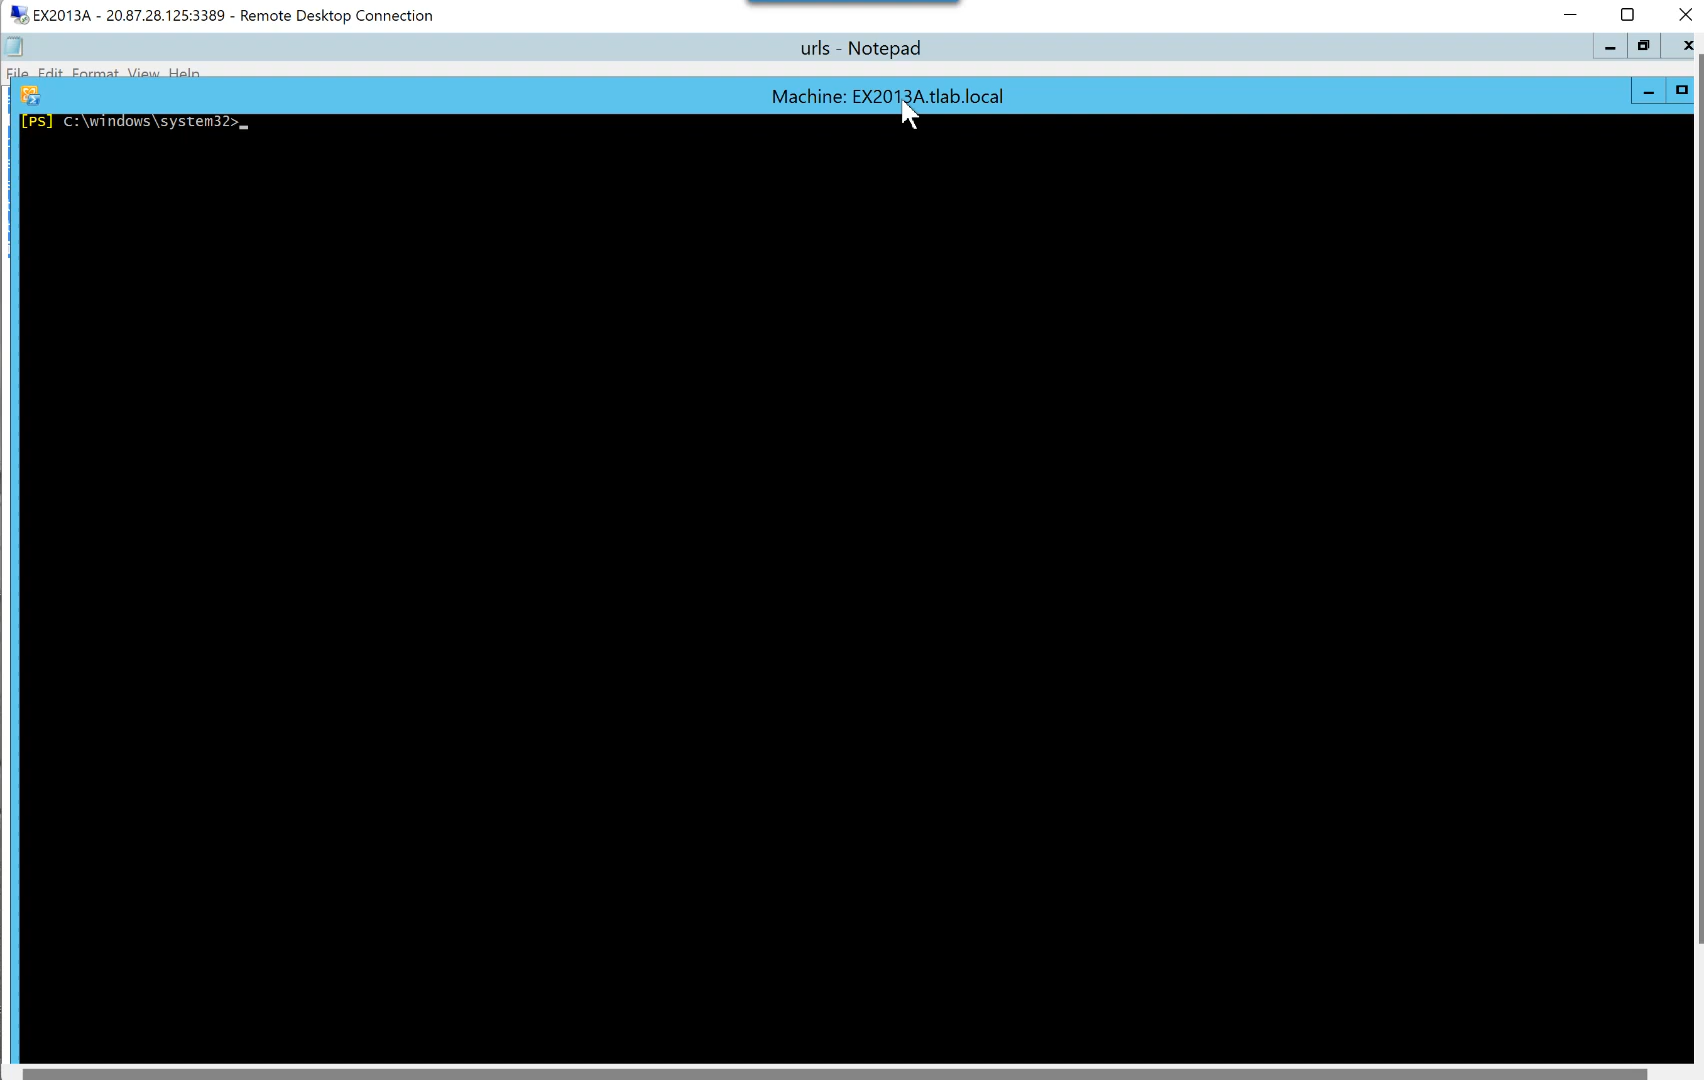 EX2013A - 20.87.28.125:3389 - Remote Desktop Connection
urls - Notepad
File Edit Format View Help
Machine: EX2013A.tlab.local
[PS] C:\windows\system32>